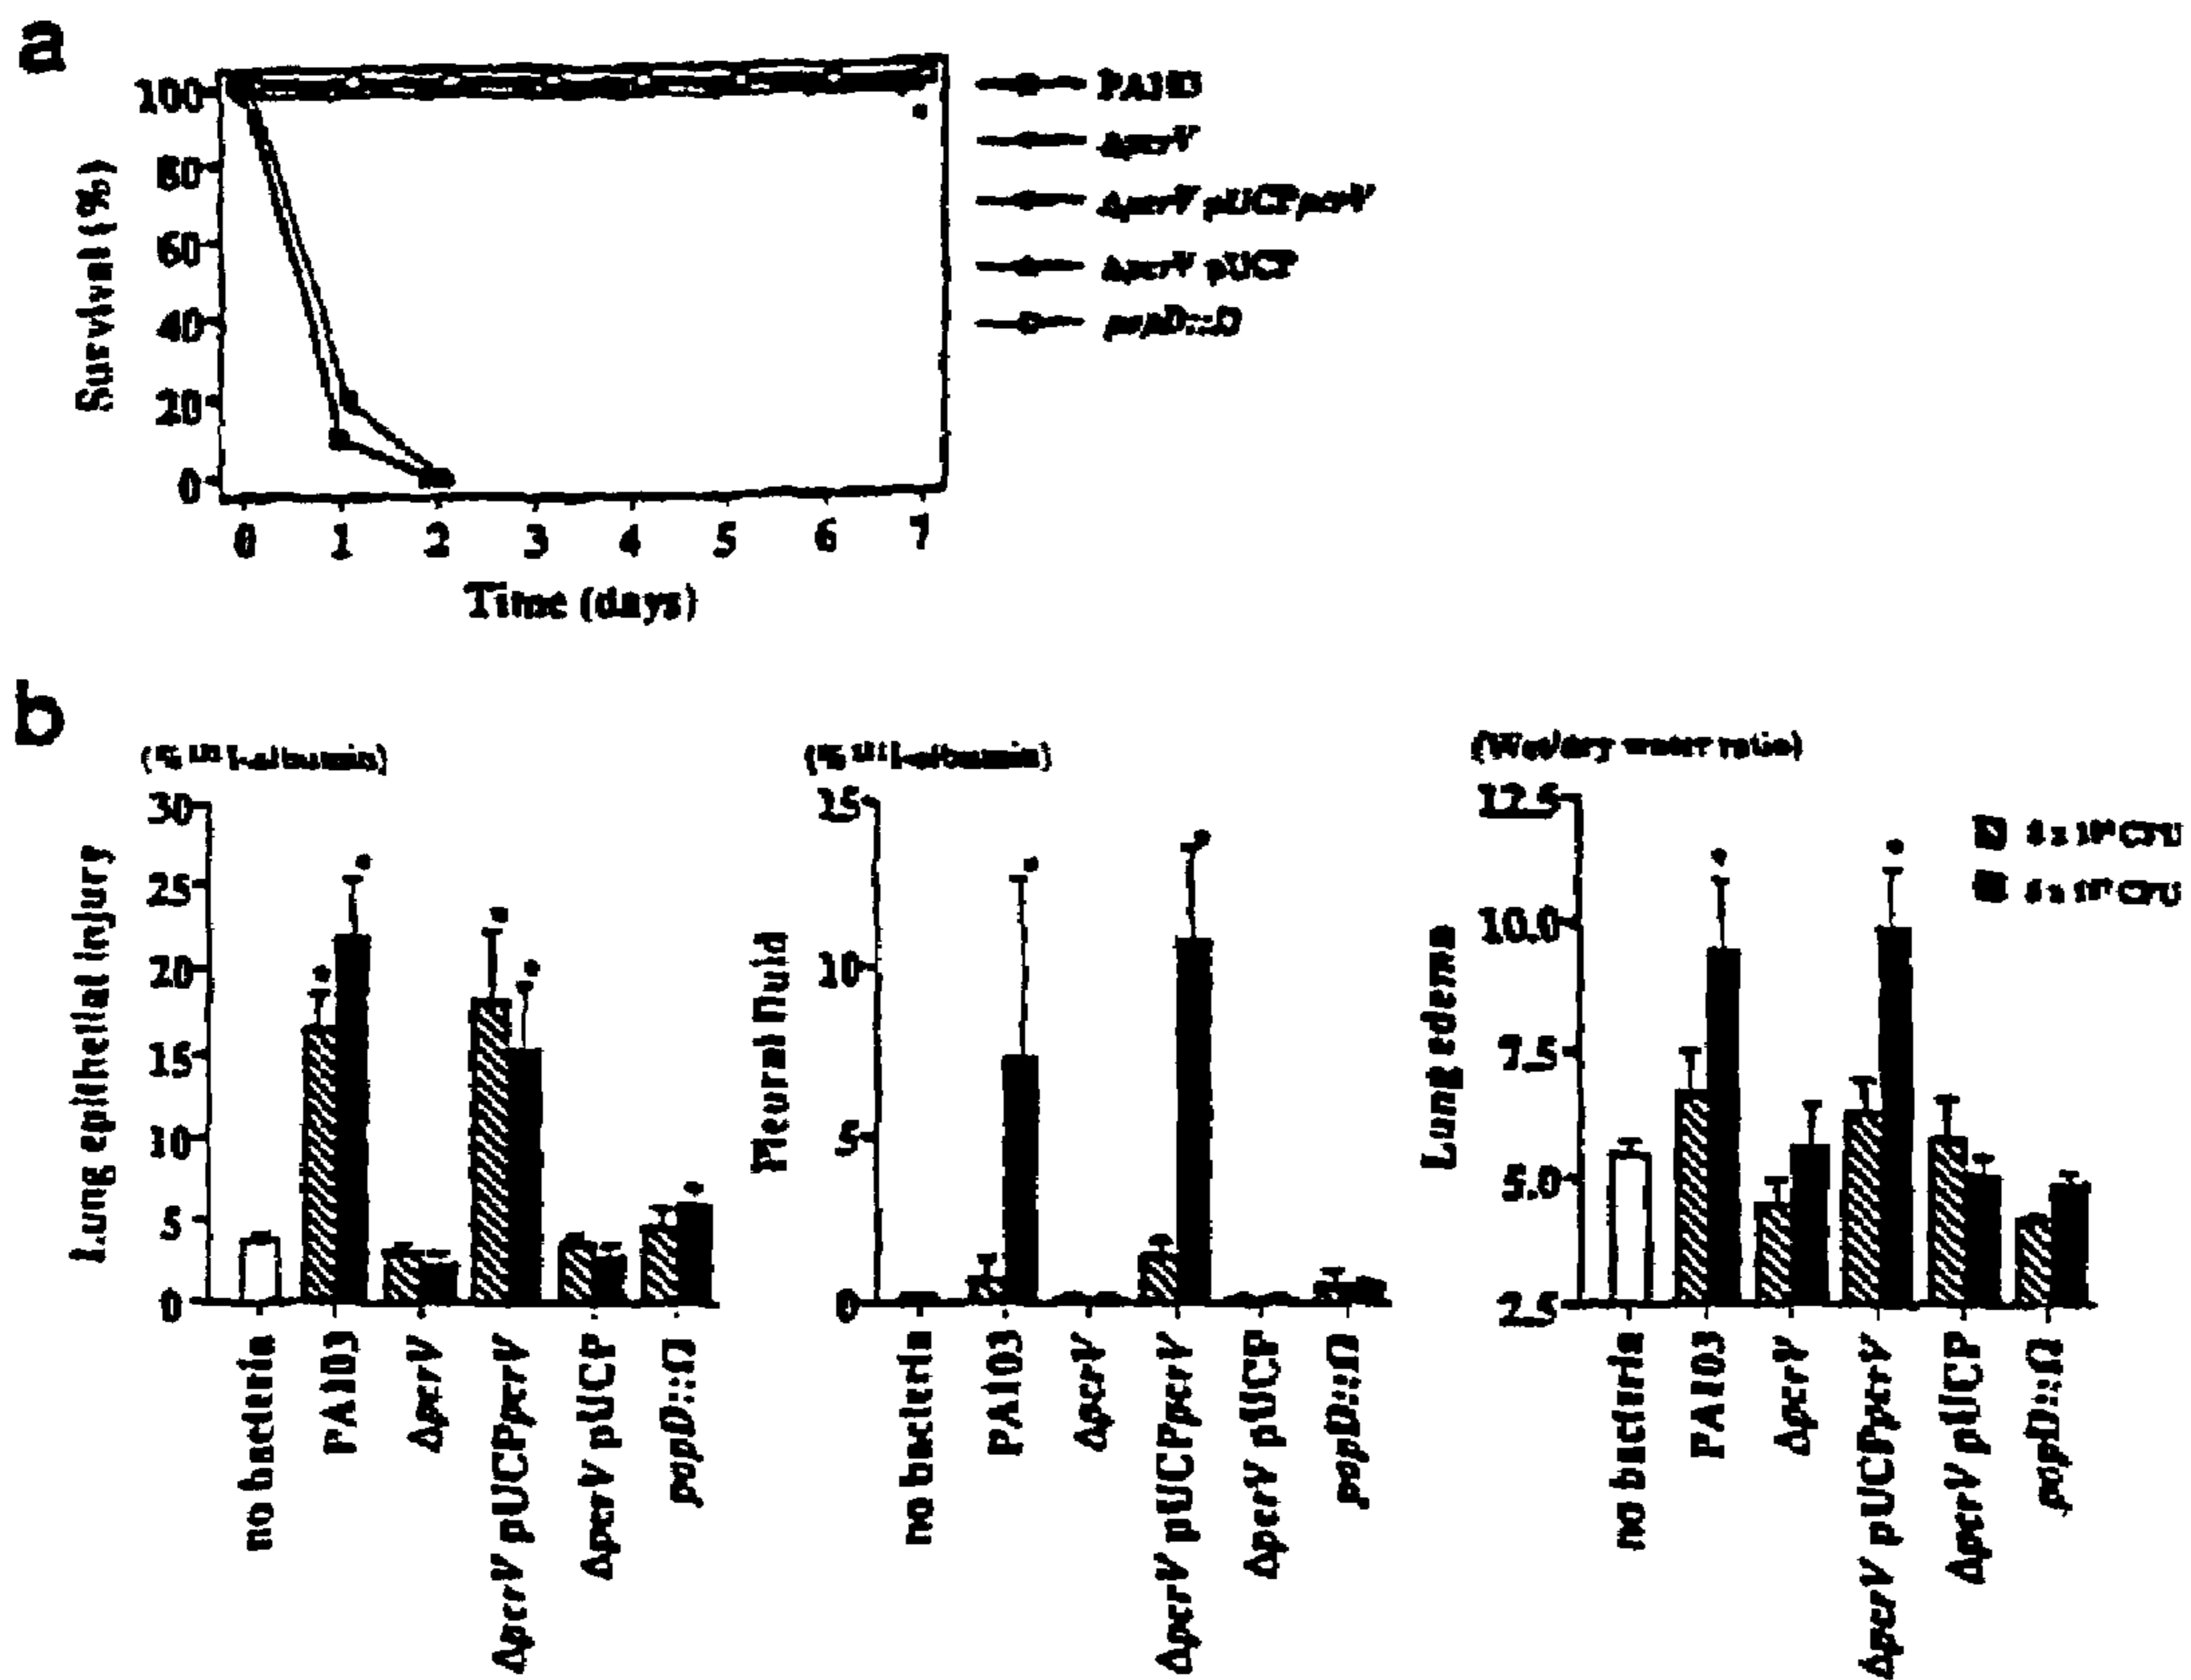 a
100
80
60
40
20
0
Survival (%)
0 1 2 3 4 5 6 7
Time (days)
PA103
ΔpcrV
ΔpcrV pUCPpcrV
ΔpcrV pUCP
b
30
25
20
15
10
5
0
Lung epithelial injury
no bacteria
PA103
ΔpcrV
ΔpcrV pUCPpcrV
ΔpcrV pUCP
popD::Ω
15
10
5
0
Pleural fluid
no bacteria
PA103
ΔpcrV
ΔpcrV pUCPpcrV
ΔpcrV pUCP
popD::Ω
(Wet/dry water ratio)
12.5
10.0
7.5
5.0
2.5
Lung edema
no bacteria
PA103
ΔpcrV
ΔpcrV pUCPpcrV
ΔpcrV pUCP
popD::Ω